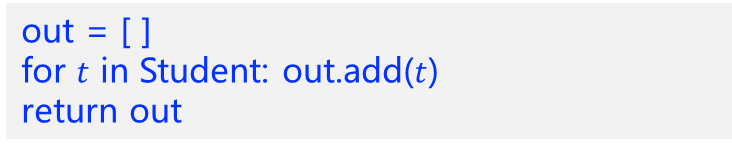 out = [ ]
for t in Student: out.add(t)
return out